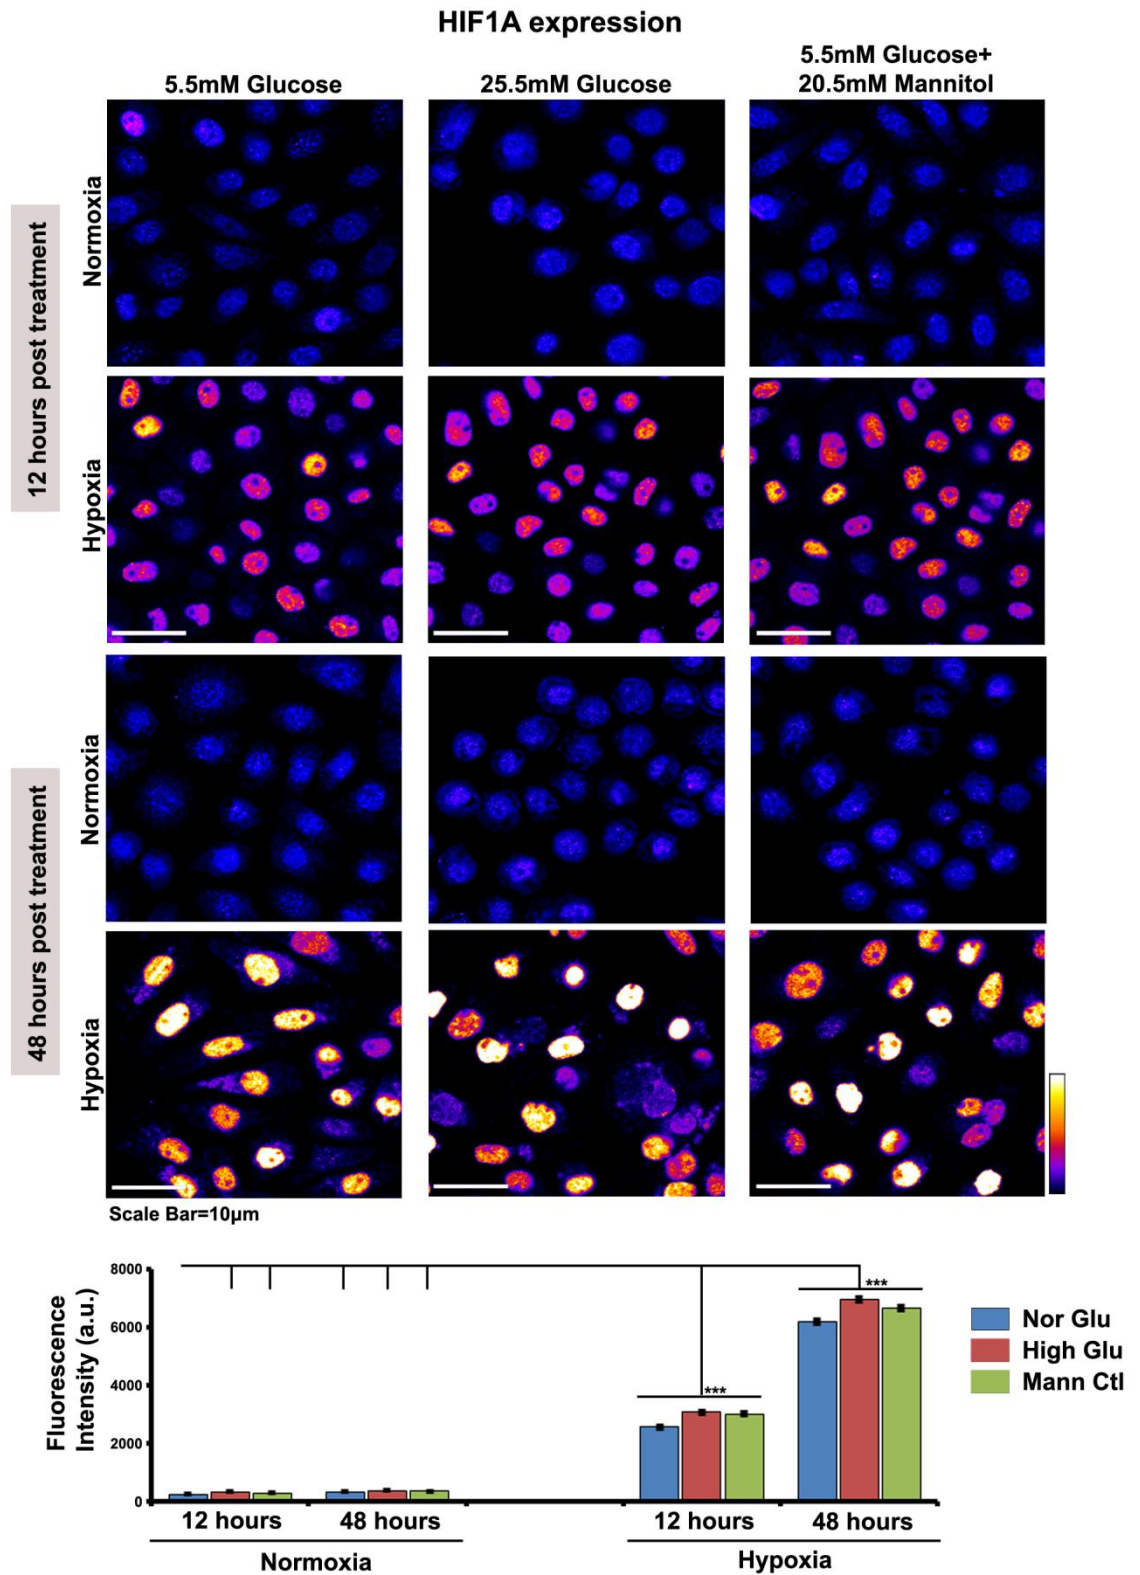 HIF1A expression
5.5mM Glucose
25.5mM Glucose
5.5mM Glucose+
20.5mM Mannitol
12 hours post treatment
Normoxia
Hypoxia
48 hours post treatment
Normoxia
Hypoxia
Scale Bar=10µm
Fluorescence
Intensity (a.u.)
8000
6000
4000
2000
0
***
***
Nor Glu
High Glu
Mann Ctl
12 hours
48 hours
12 hours
48 hours
Normoxia
Hypoxia